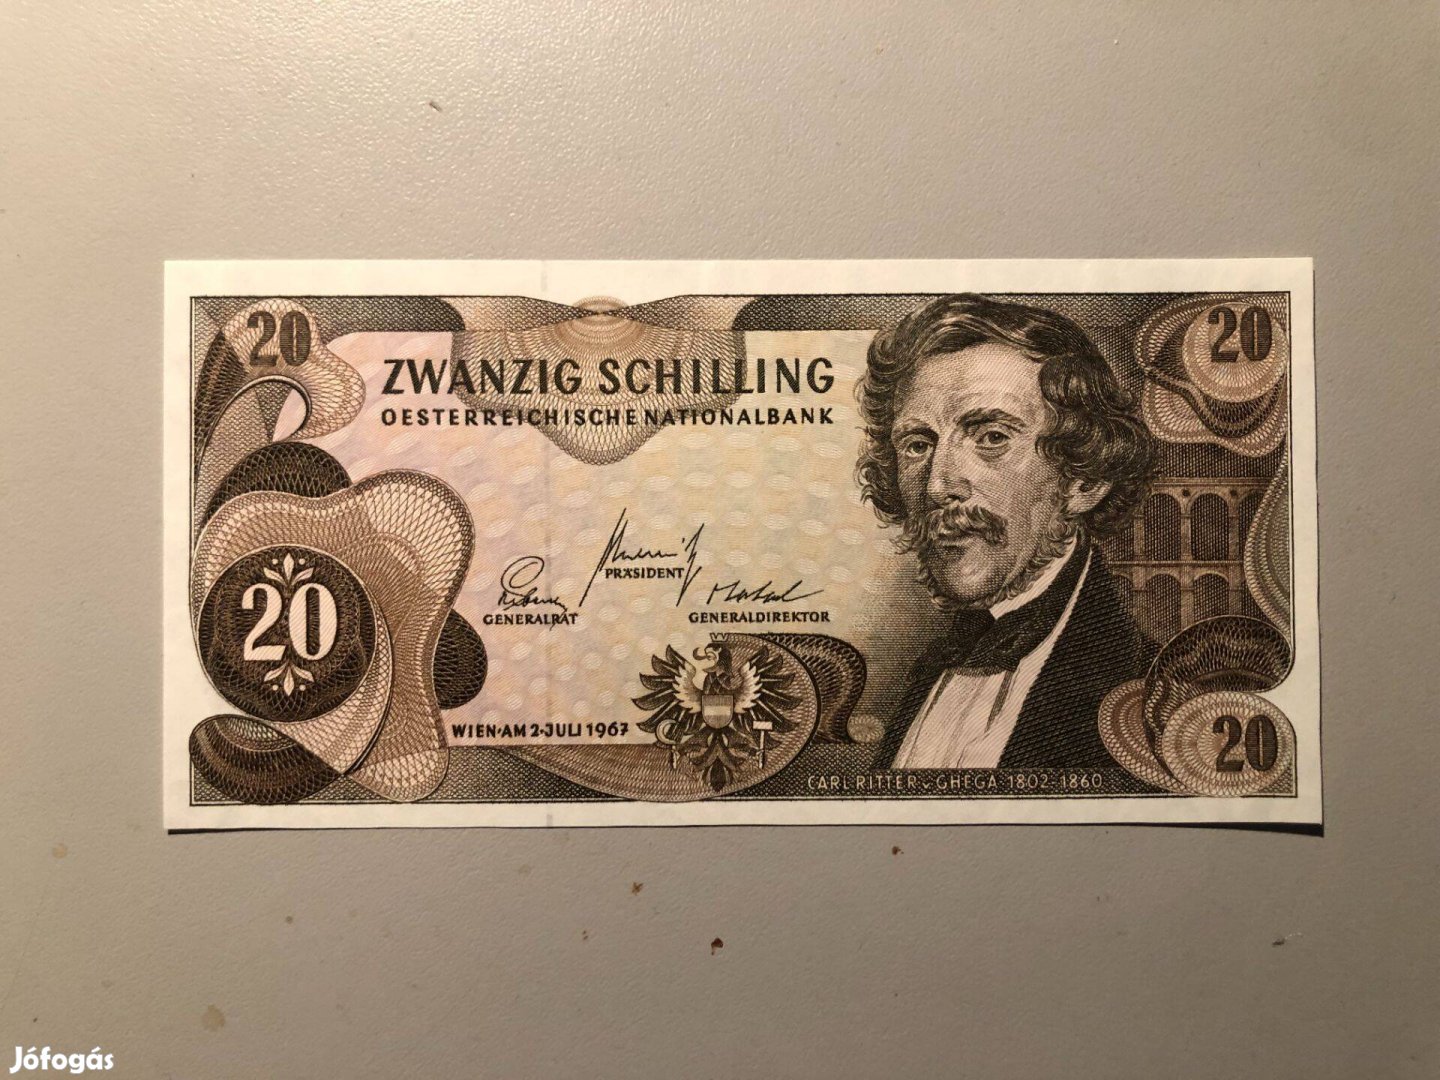 20
20
ZWANZIG SCHILLING
OESTERREICHISCHE NATIONALBANK
PRÄSIDENT
GENERALRAT
GENERALDIREKTOR
20
WIEN·AM 2·JULI 1967
20
CARL RITTER v. GHEGA 1802-1860
Jófogás